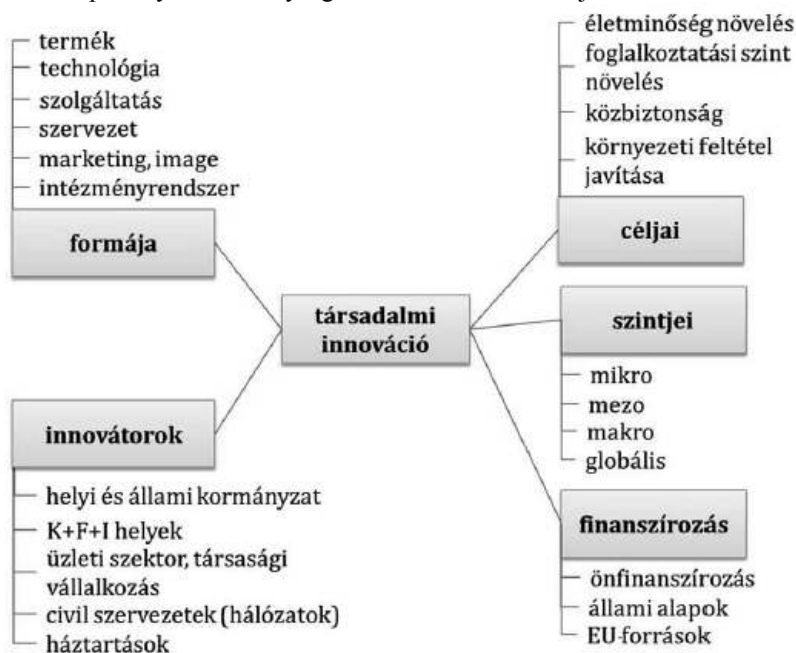 termék
technológia
szolgáltatás
szervezet
marketing, image
intézményrendszer
formája
életminőség növelés
foglalkoztatási szint
növelés
közbiztonság
környezeti feltétel
javítása
céljai
társadalmi
innováció
szintjei
mikro
mezo
makro
globális
innovátorok
helyi és állami kormányzat
K+F+I helyek
üzleti szektor, társasági
vállalkozás
civil szervezetek (hálózatok)
háztartások
finanszírozás
önfinanszírozás
állami alapok
EU-források